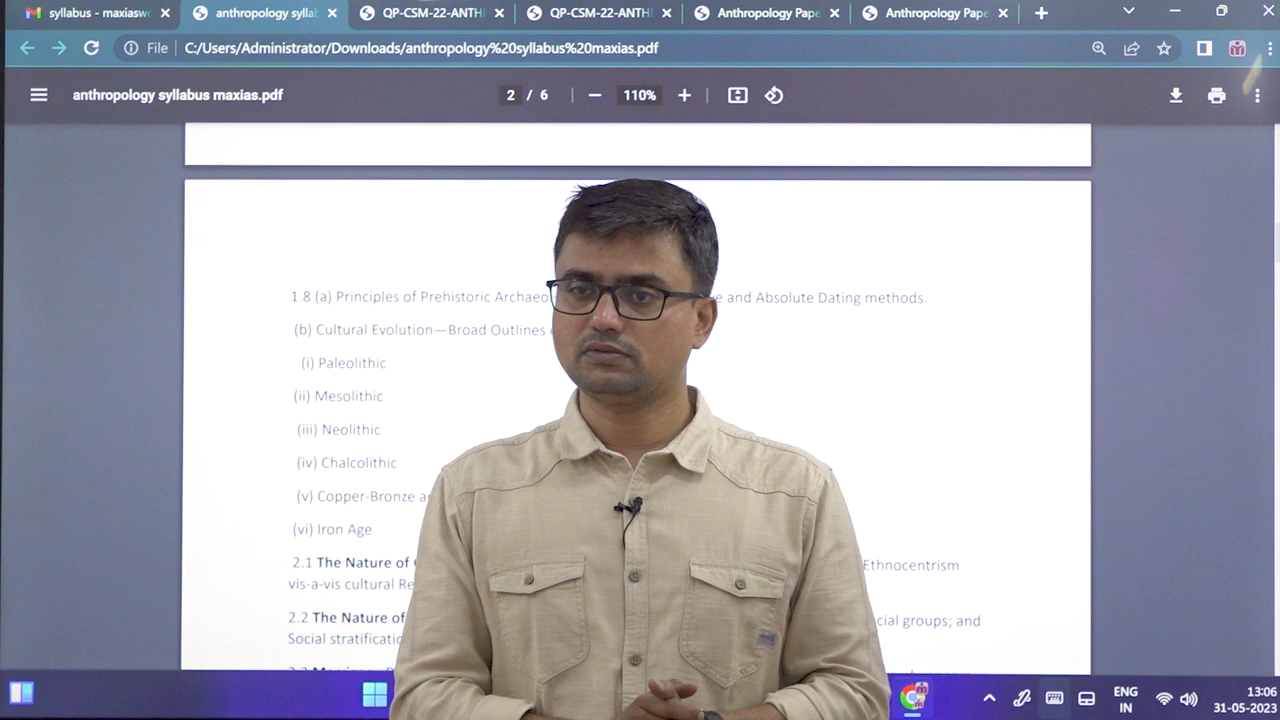 syllabus - maxiasw
anthropology syllab
QP-CSM-22-ANTH
QP-CSM-22-ANTH
Anthropology Pape
Anthropology Pape
File
C:/Users/Administrator/Downloads/anthropology%20syllabus%20maxias.pdf
anthropology syllabus maxias.pdf
2 / 6
110%
1.8 (a) Principles of Prehistoric Archaeo e and Absolute Dating methods.
(b) Cultural Evolution—Broad Outlines
(i) Paleolithic
(ii) Mesolithic
(iii) Neolithic
(iv) Chalcolithic
(v) Copper-Bronze a
(vi) Iron Age
2.1 The Nature of Ethnocentrism
vis-a-vis cultural Re
2.2 The Nature of cial groups; and
Social stratificatio
ENG
IN
13:06
31-05-2023